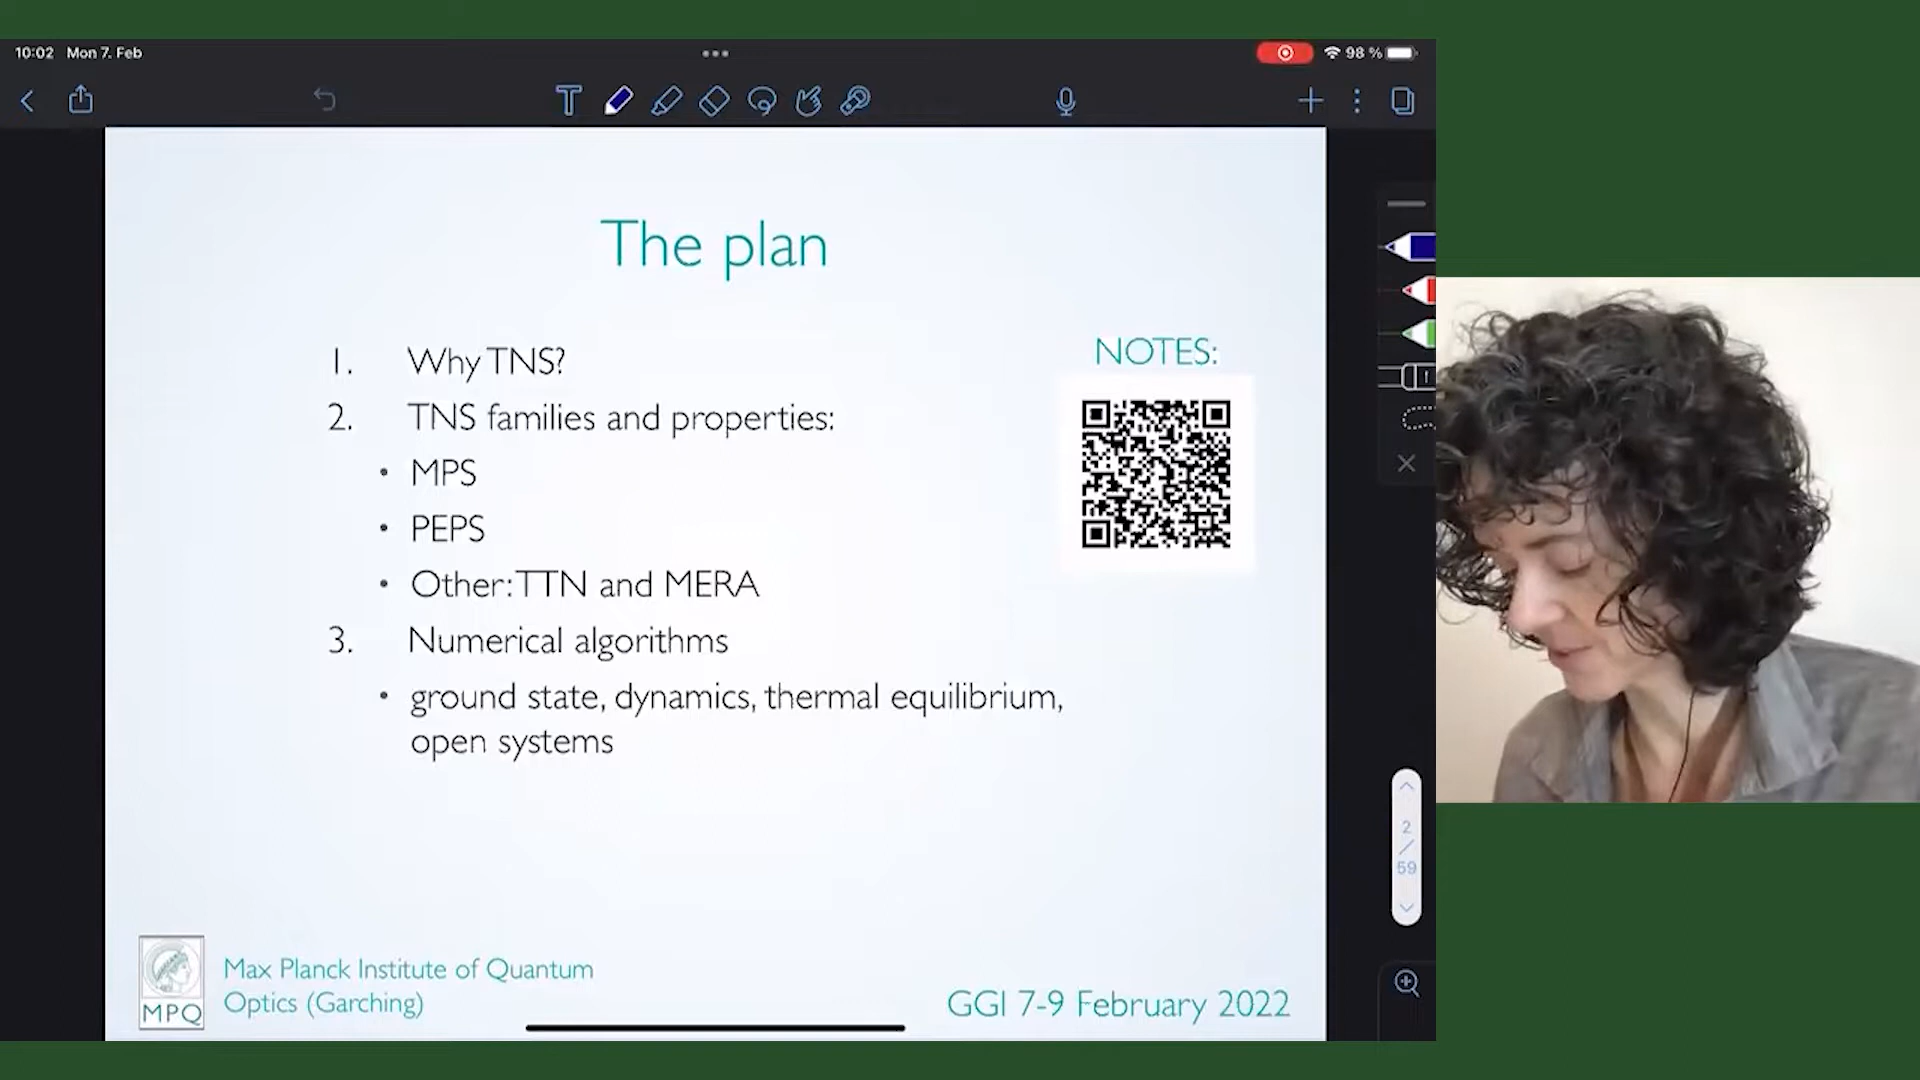 10:02 Mon 7. Feb
98 %
The plan
1. Why TNS?
2. TNS families and properties:
• MPS
• PEPS
• Other: TTN and MERA
3. Numerical algorithms
• ground state, dynamics, thermal equilibrium,
open systems
NOTES:
2
/
59
MPQ
Max Planck Institute of Quantum
Optics (Garching)
GGI 7-9 February 2022